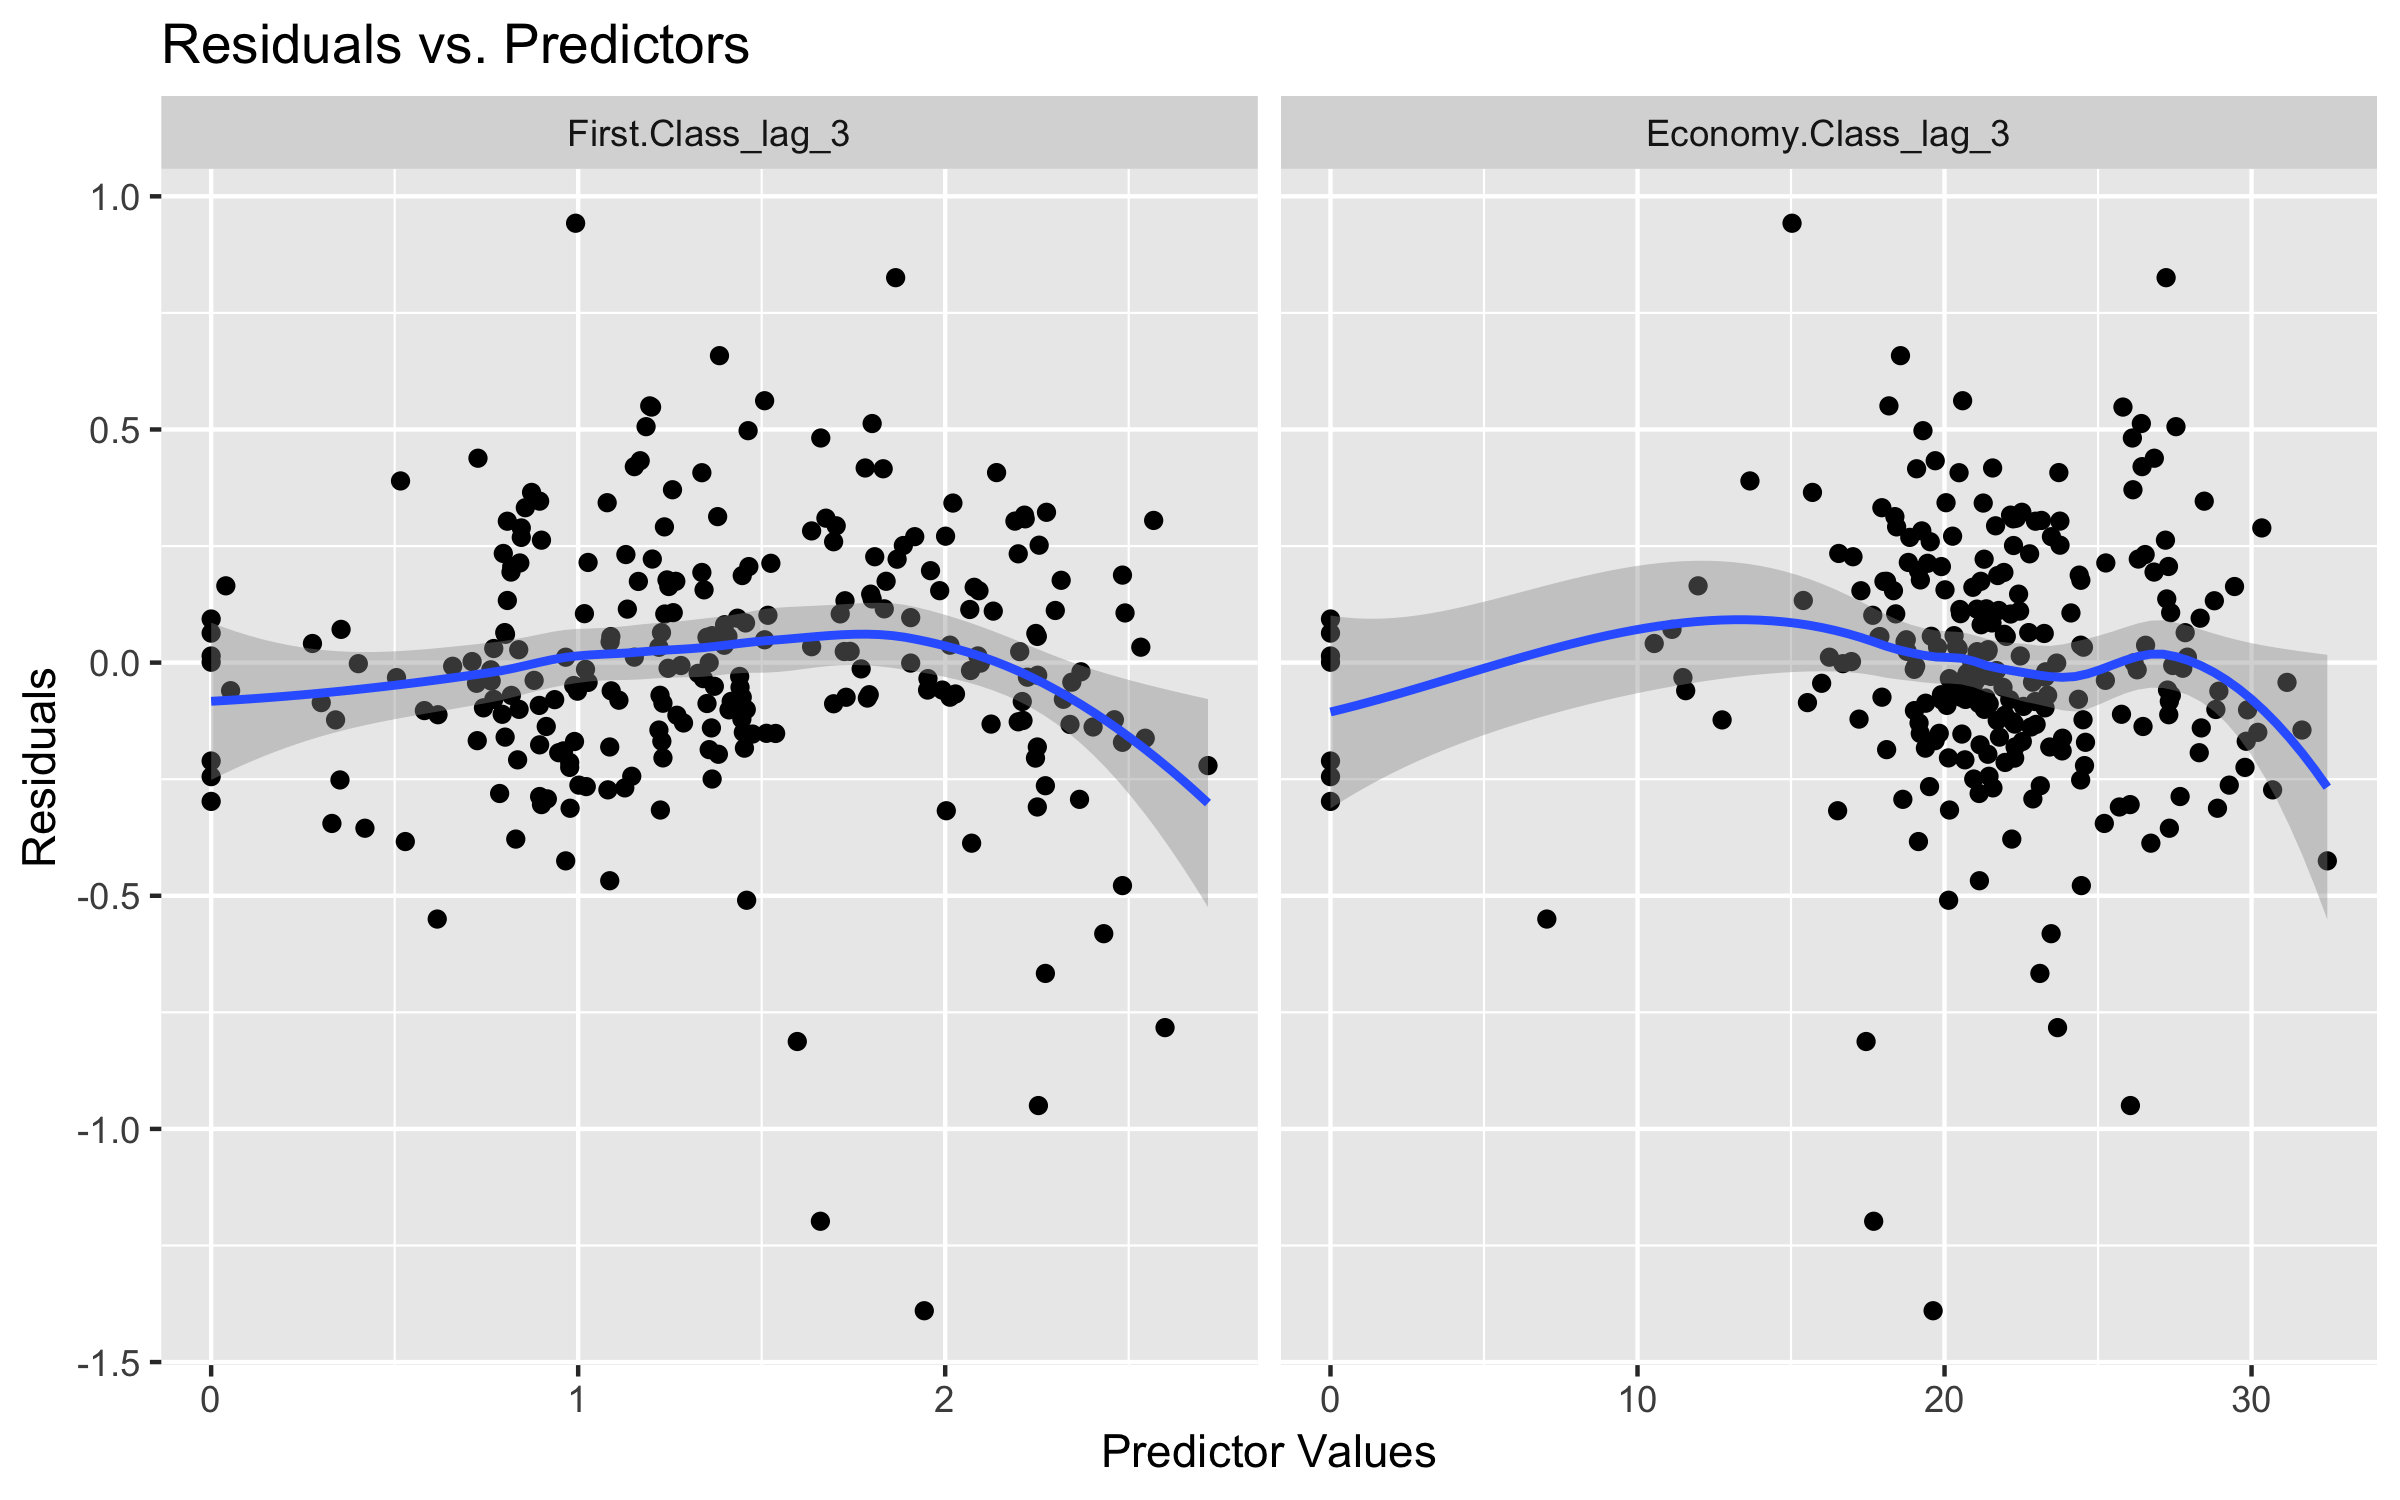 Residuals vs. Predictors
First.Class_lag_3
Economy.Class_lag_3
1.0
0.5
0.0
-0.5
-1.0
-1.5
Residuals
0
1
2
0
10
20
30
Predictor Values